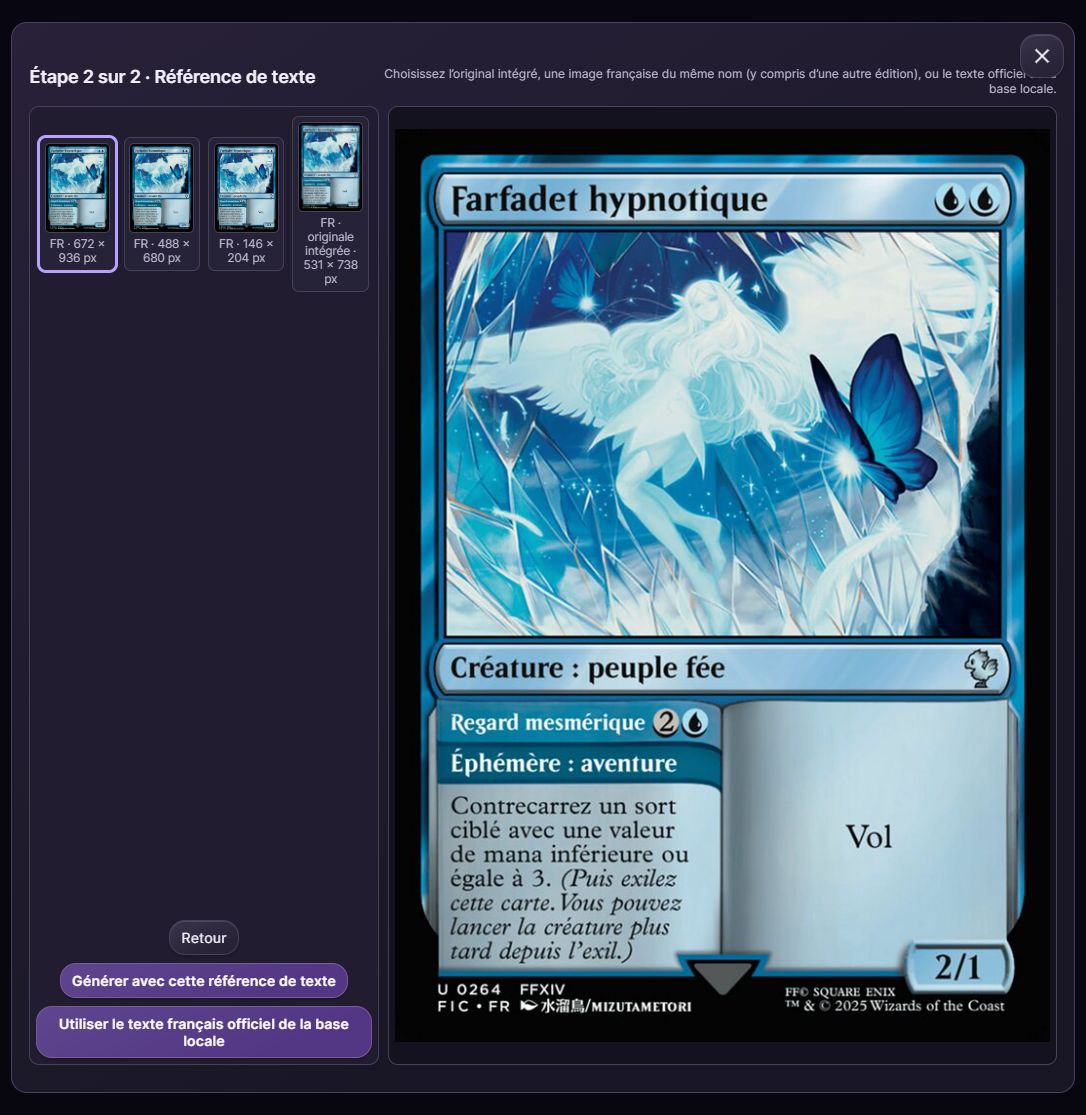 Étape 2 sur 2 · Référence de texte
Choisissez l'original intégré, une image française du même nom (y compris d'une autre édition), ou le texte officiel
base locale.
FR · 672 ×
936 px
FR · 488 ×
680 px
FR · 146 ×
204 px
FR ·
originale
intégrée ·
531 × 738
px
Retour
Générer avec cette référence de texte
Utiliser le texte français officiel de la base
locale
Farfadet hypnotique
Créature : peuple fée
Regard mesmérique 2
Éphémère : aventure
Contrecarrez un sort
ciblé avec une valeur
de mana inférieure ou
égale à 3. (Puis exilez
cette carte. Vous pouvez
lancer la créature plus
tard depuis l'exil.)
Vol
2/1
U 0264 FFXIV
FIC • FR 水溜鳥/MIZUTAMETORI
FF© SQUARE ENIX
™ & © 2025 Wizards of the Coast